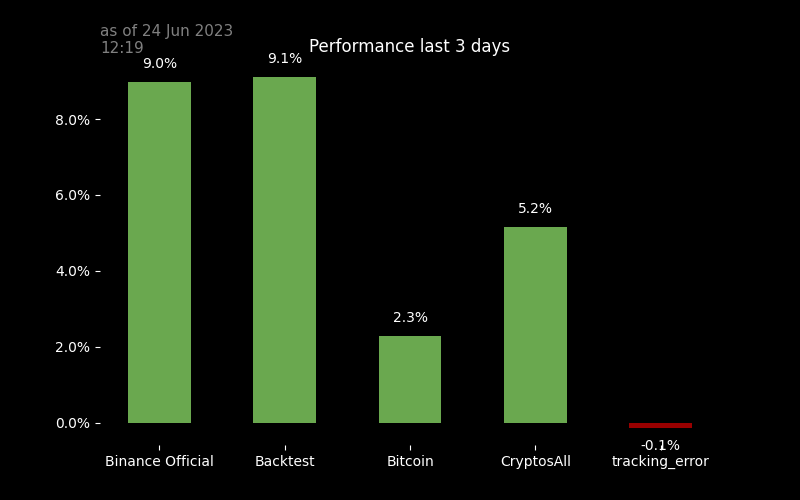 as of 24 Jun 2023
12:19
Performance last 3 days
9.0%
9.1%
2.3%
5.2%
-0.1%
8.0%
6.0%
4.0%
2.0%
0.0%
Binance Official
Backtest
Bitcoin
CryptosAll
tracking_error